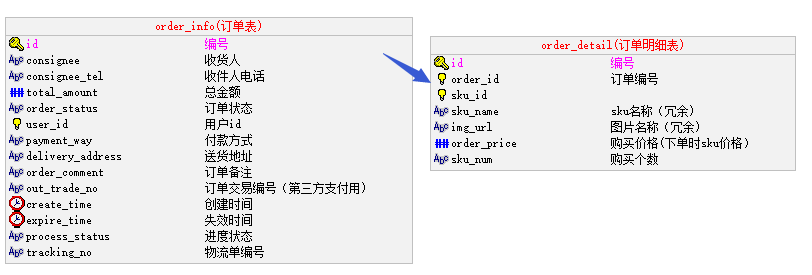 order_info(订单表)
id 编号
consignee 收货人
consignee_tel 收件人电话
total_amount 总金额
order_status 订单状态
user_id 用户id
payment_way 付款方式
delivery_address 送货地址
order_comment 订单备注
out_trade_no 订单交易编号（第三方支付用）
create_time 创建时间
expire_time 失效时间
process_status 进度状态
tracking_no 物流单编号
order_detail(订单明细表)
id 编号
order_id 订单编号
sku_id
sku_name sku名称（冗余）
img_url 图片名称（冗余）
order_price 购买价格(下单时sku价格）
sku_num 购买个数